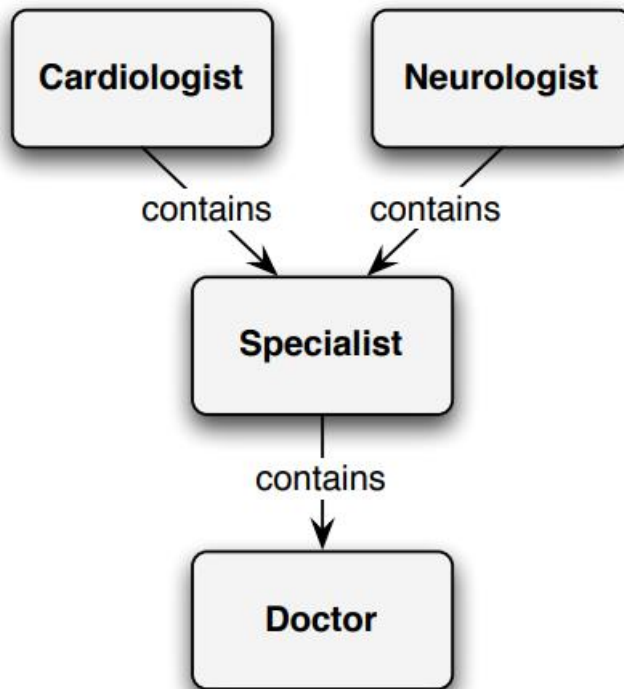 Cardiologist
Neurologist
contains
contains
Specialist
contains
Doctor